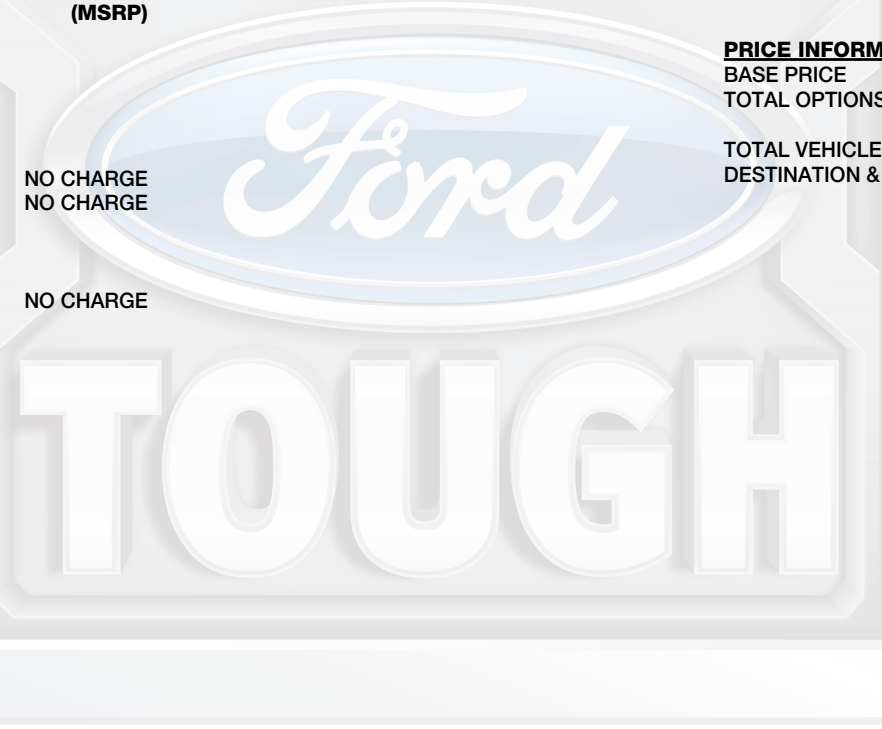 (MSRP)
NO CHARGE
NO CHARGE
NO CHARGE
PRICE INFORM
BASE PRICE
TOTAL OPTIONS
TOTAL VEHICLE
DESTINATION &
Ford
TOUGH